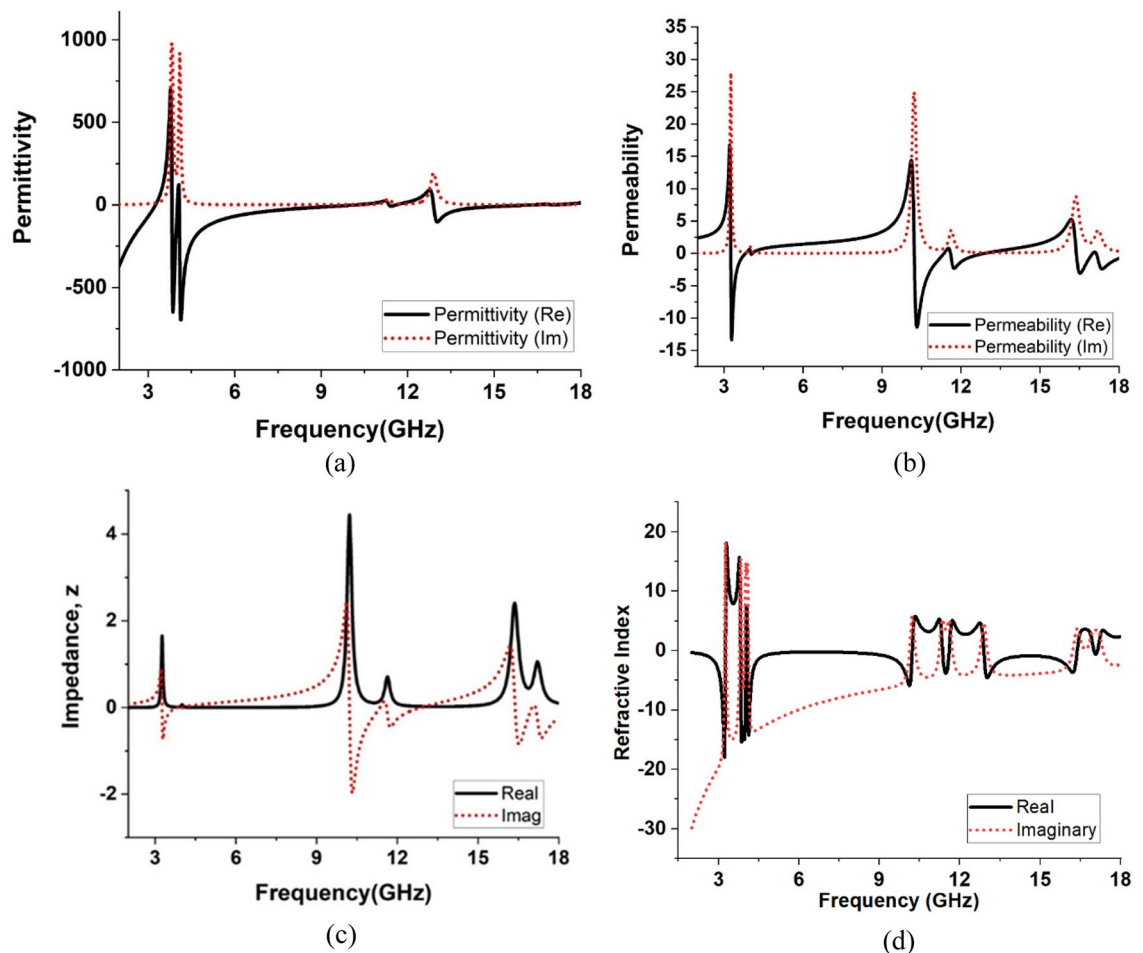 1000
500
0
-500
-1000
Permittivity
Permittivity (Re)
Permittivity (Im)
3 6 9 12 15 18
Frequency(GHz)
(a)
35
30
25
20
15
10
5
0
-5
-10
-15
Permeability
Permeability (Re)
Permeability (Im)
3 6 9 12 15 18
Frequency(GHz)
(b)
4
2
0
-2
Impedance, z
Real
Imag
3 6 9 12 15 18
Frequency(GHz)
(c)
20
10
0
-10
-20
-30
Refractive Index
Real
Imaginary
3 6 9 12 15 18
Frequency (GHz)
(d)